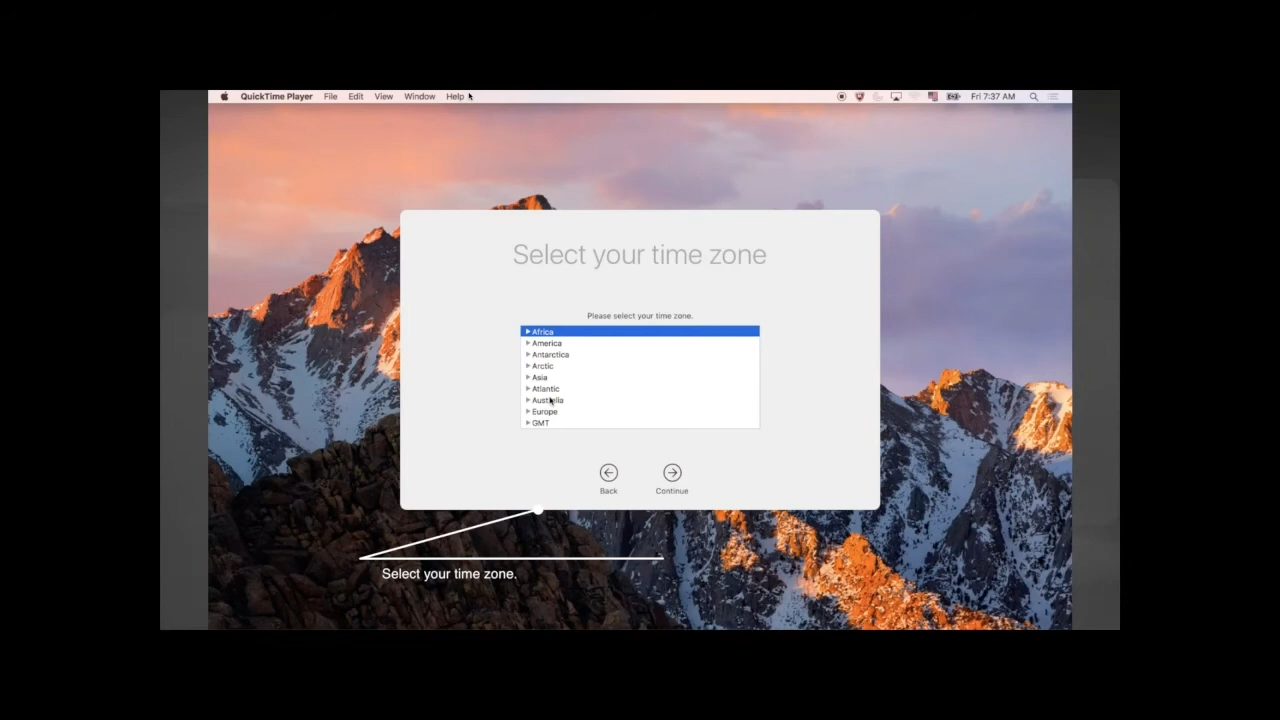 QuickTime Player File Edit View Window Help Fri 7:37 AM
Select your time zone
Please select your time zone.
Africa
America
Antarctica
Arctic
Asia
Atlantic
Australia
Europe
GMT
Back Continue
Select your time zone.